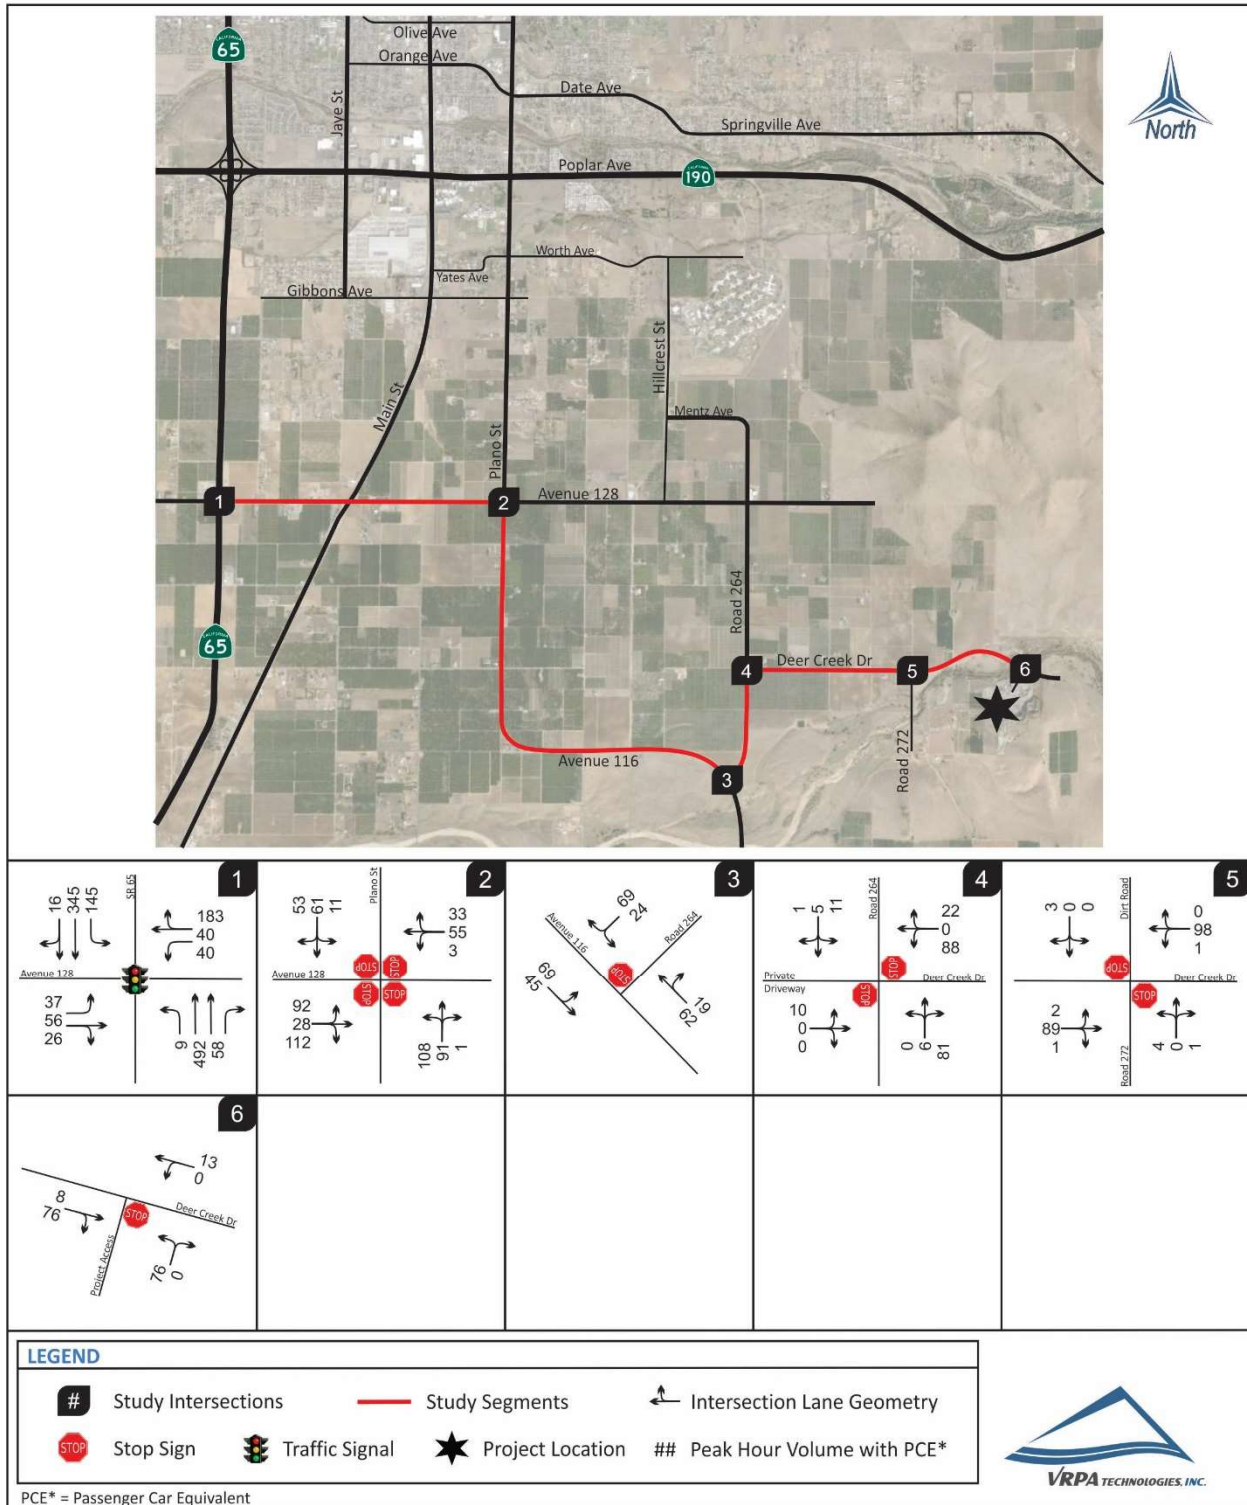 CALIFORNIA
65
Olive Ave
Orange Ave
Jaye St
Date Ave
Springville Ave
North
Poplar Ave
CALIFORNIA
190
Worth Ave
Yates Ave
Gibbons Ave
Hillcrest St
Main St
Mentz Ave
Plano St
1
2
Avenue 128
Road 264
CALIFORNIA
65
4
Deer Creek Dr
5
6
Road 272
Avenue 116
3
1
SR 65
16
345
145
183
40
40
Avenue 128
37
56
26
9
492
58
2
Plano St
53
61
11
33
55
3
STOP
STOP
Avenue 128
STOP
STOP
92
28
112
108
91
1
3
69
24
Avenue 116
Road 264
STOP
69
45
19
62
4
Road 264
1
5
11
22
0
88
STOP
Private
Driveway
Deer Creek Dr
STOP
10
0
0
0
6
81
5
Dirt Road
3
0
0
0
98
1
STOP
Deer Creek Dr
STOP
2
89
1
Road 272
4
0
1
6
13
0
8
76
Deer Creek Dr
STOP
Project Access
76
0
LEGEND
# Study Intersections
Study Segments
Intersection Lane Geometry
STOP Stop Sign
Traffic Signal
Project Location
## Peak Hour Volume with PCE*
VRPA TECHNOLOGIES, INC.
PCE* = Passenger Car Equivalent